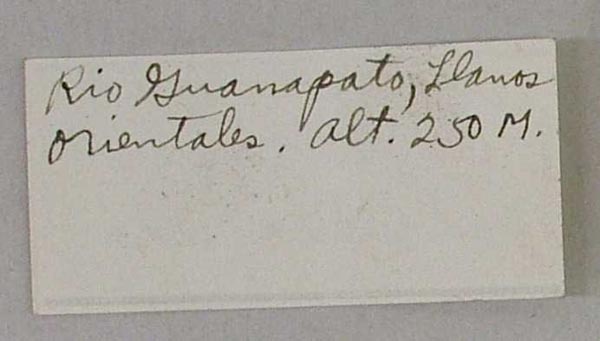 Rio Guanapato, Llanos
Orientales. Alt. 250 M.